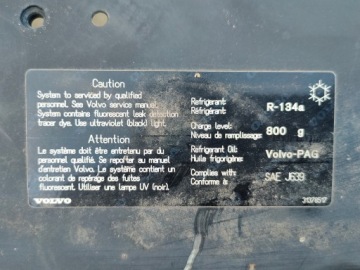 Caution
System to serviced by qualified
personnel. See Volvo service manual.
System contains fluorescent leak detection
tracer dye. Use ultraviolet (black) light.
Attention
Le système doit être entretenu par du
personnel qualifié. Se reporter au manuel
d'entretien Volvo. Le système contient un
colorant de repérage des fuites
fluorescent. Utiliser une lampe UV (noir).
VOLVO
Refrigerant:
Réfrigérant:
R-134a
Charge level:
Niveau de remplissage:
800 g
Refrigerant Oil:
Huile frigorigène:
Volvo-PAG
Complies with:
Conforme à:
SAE J639